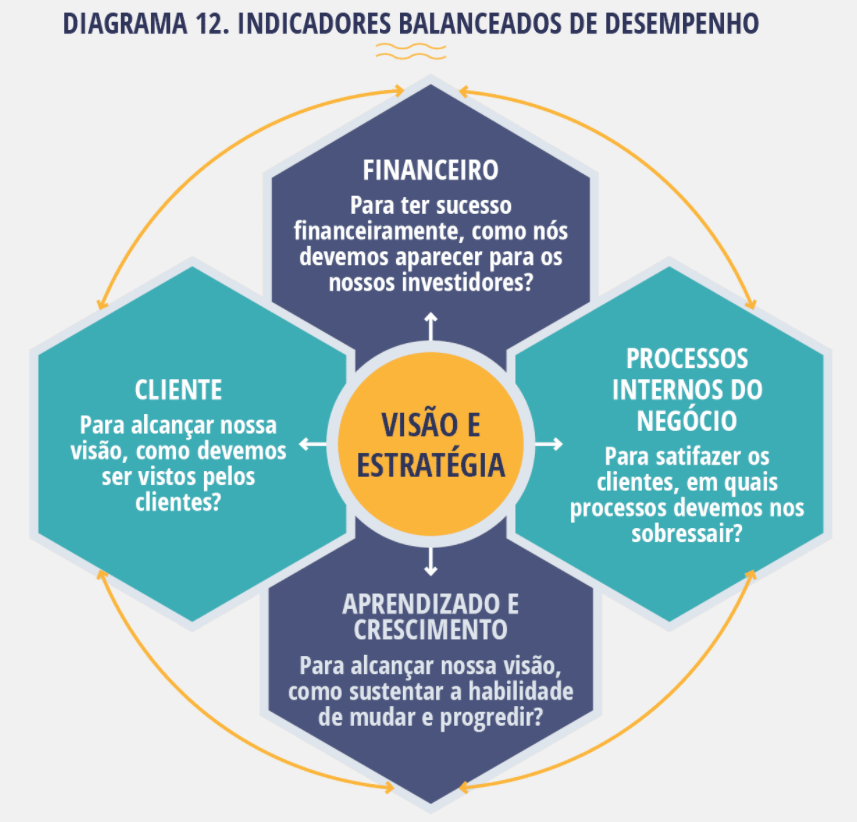 DIAGRAMA 12. INDICADORES BALANCEADOS DE DESEMPENHO
FINANCEIRO
Para ter sucesso
financeiramente, como nós
devemos aparecer para os
nossos investidores?
CLIENTE
Para alcançar nossa
visão, como devemos
ser vistos pelos
clientes?
VISÃO E
ESTRATÉGIA
PROCESSOS
INTERNOS DO
NEGÓCIO
Para satifazer os
clientes, em quais
processos devemos nos
sobressair?
APRENDIZADO E
CRESCIMENTO
Para alcançar nossa visão,
como sustentar a habilidade
de mudar e progredir?